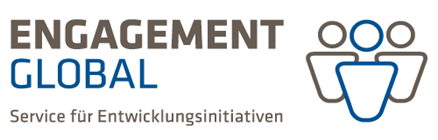 ENGAGEMENT
GLOBAL
Service für Entwicklungsinitiativen